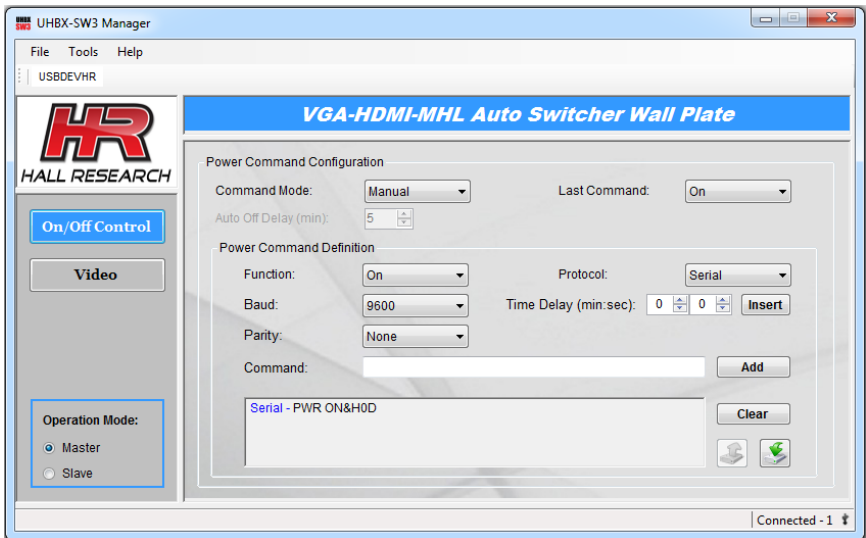 UHBX-SW3 Manager
File Tools Help
USBDEVHR
HR
HALL RESEARCH
VGA-HDMI-MHL Auto Switcher Wall Plate
On/Off Control
Video
Operation Mode:
Master
Slave
Power Command Configuration
Command Mode: Manual Last Command: On
Auto Off Delay (min): 5
Power Command Definition
Function: On Protocol: Serial
Baud: 9600 Time Delay (min:sec): 0 0 Insert
Parity: None
Command: Add
Serial - PWR ON&H0D
Clear
Connected - 1